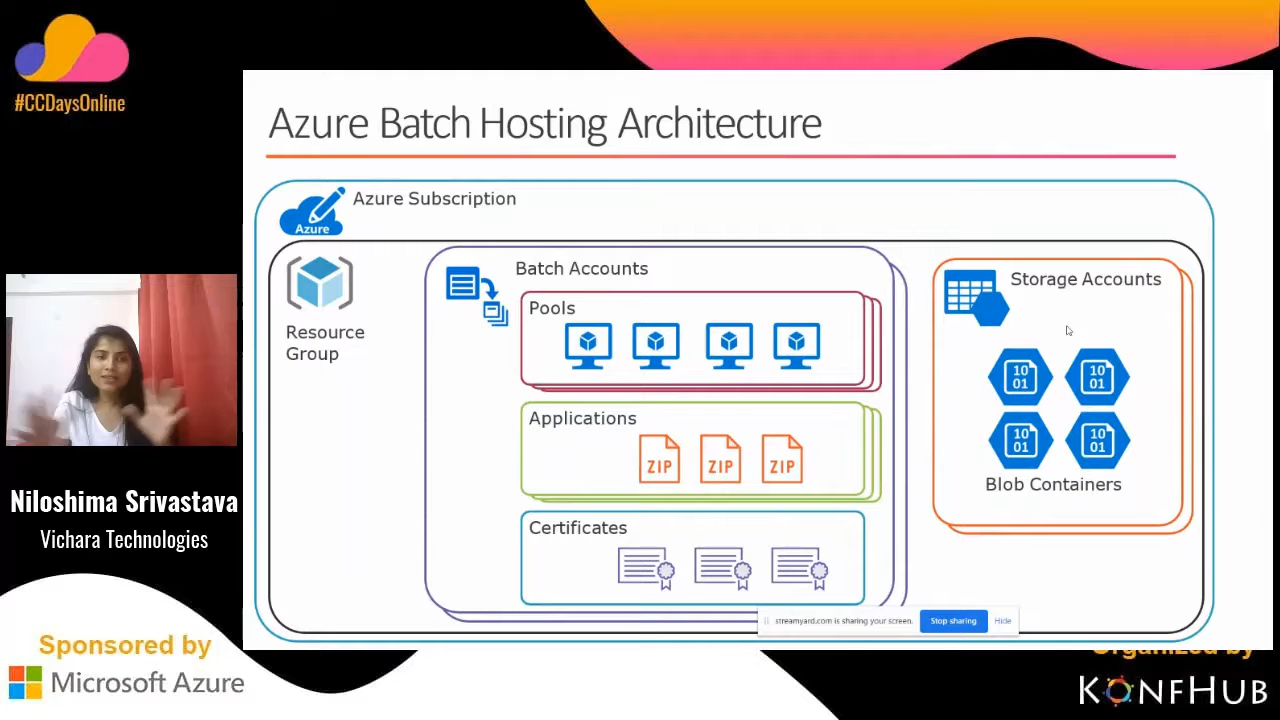 #CCDaysOnline
Azure Batch Hosting Architecture
Azure
Azure Subscription
Resource
Group
Batch Accounts
Pools
Applications
ZIP
ZIP
ZIP
Certificates
Storage Accounts
10
01
10
01
10
01
10
01
Blob Containers
streamyard.com is sharing your screen.
Stop sharing
Hide
Niloshima Srivastava
Vichara Technologies
Sponsored by
Microsoft Azure
Organized by
KONFHUB